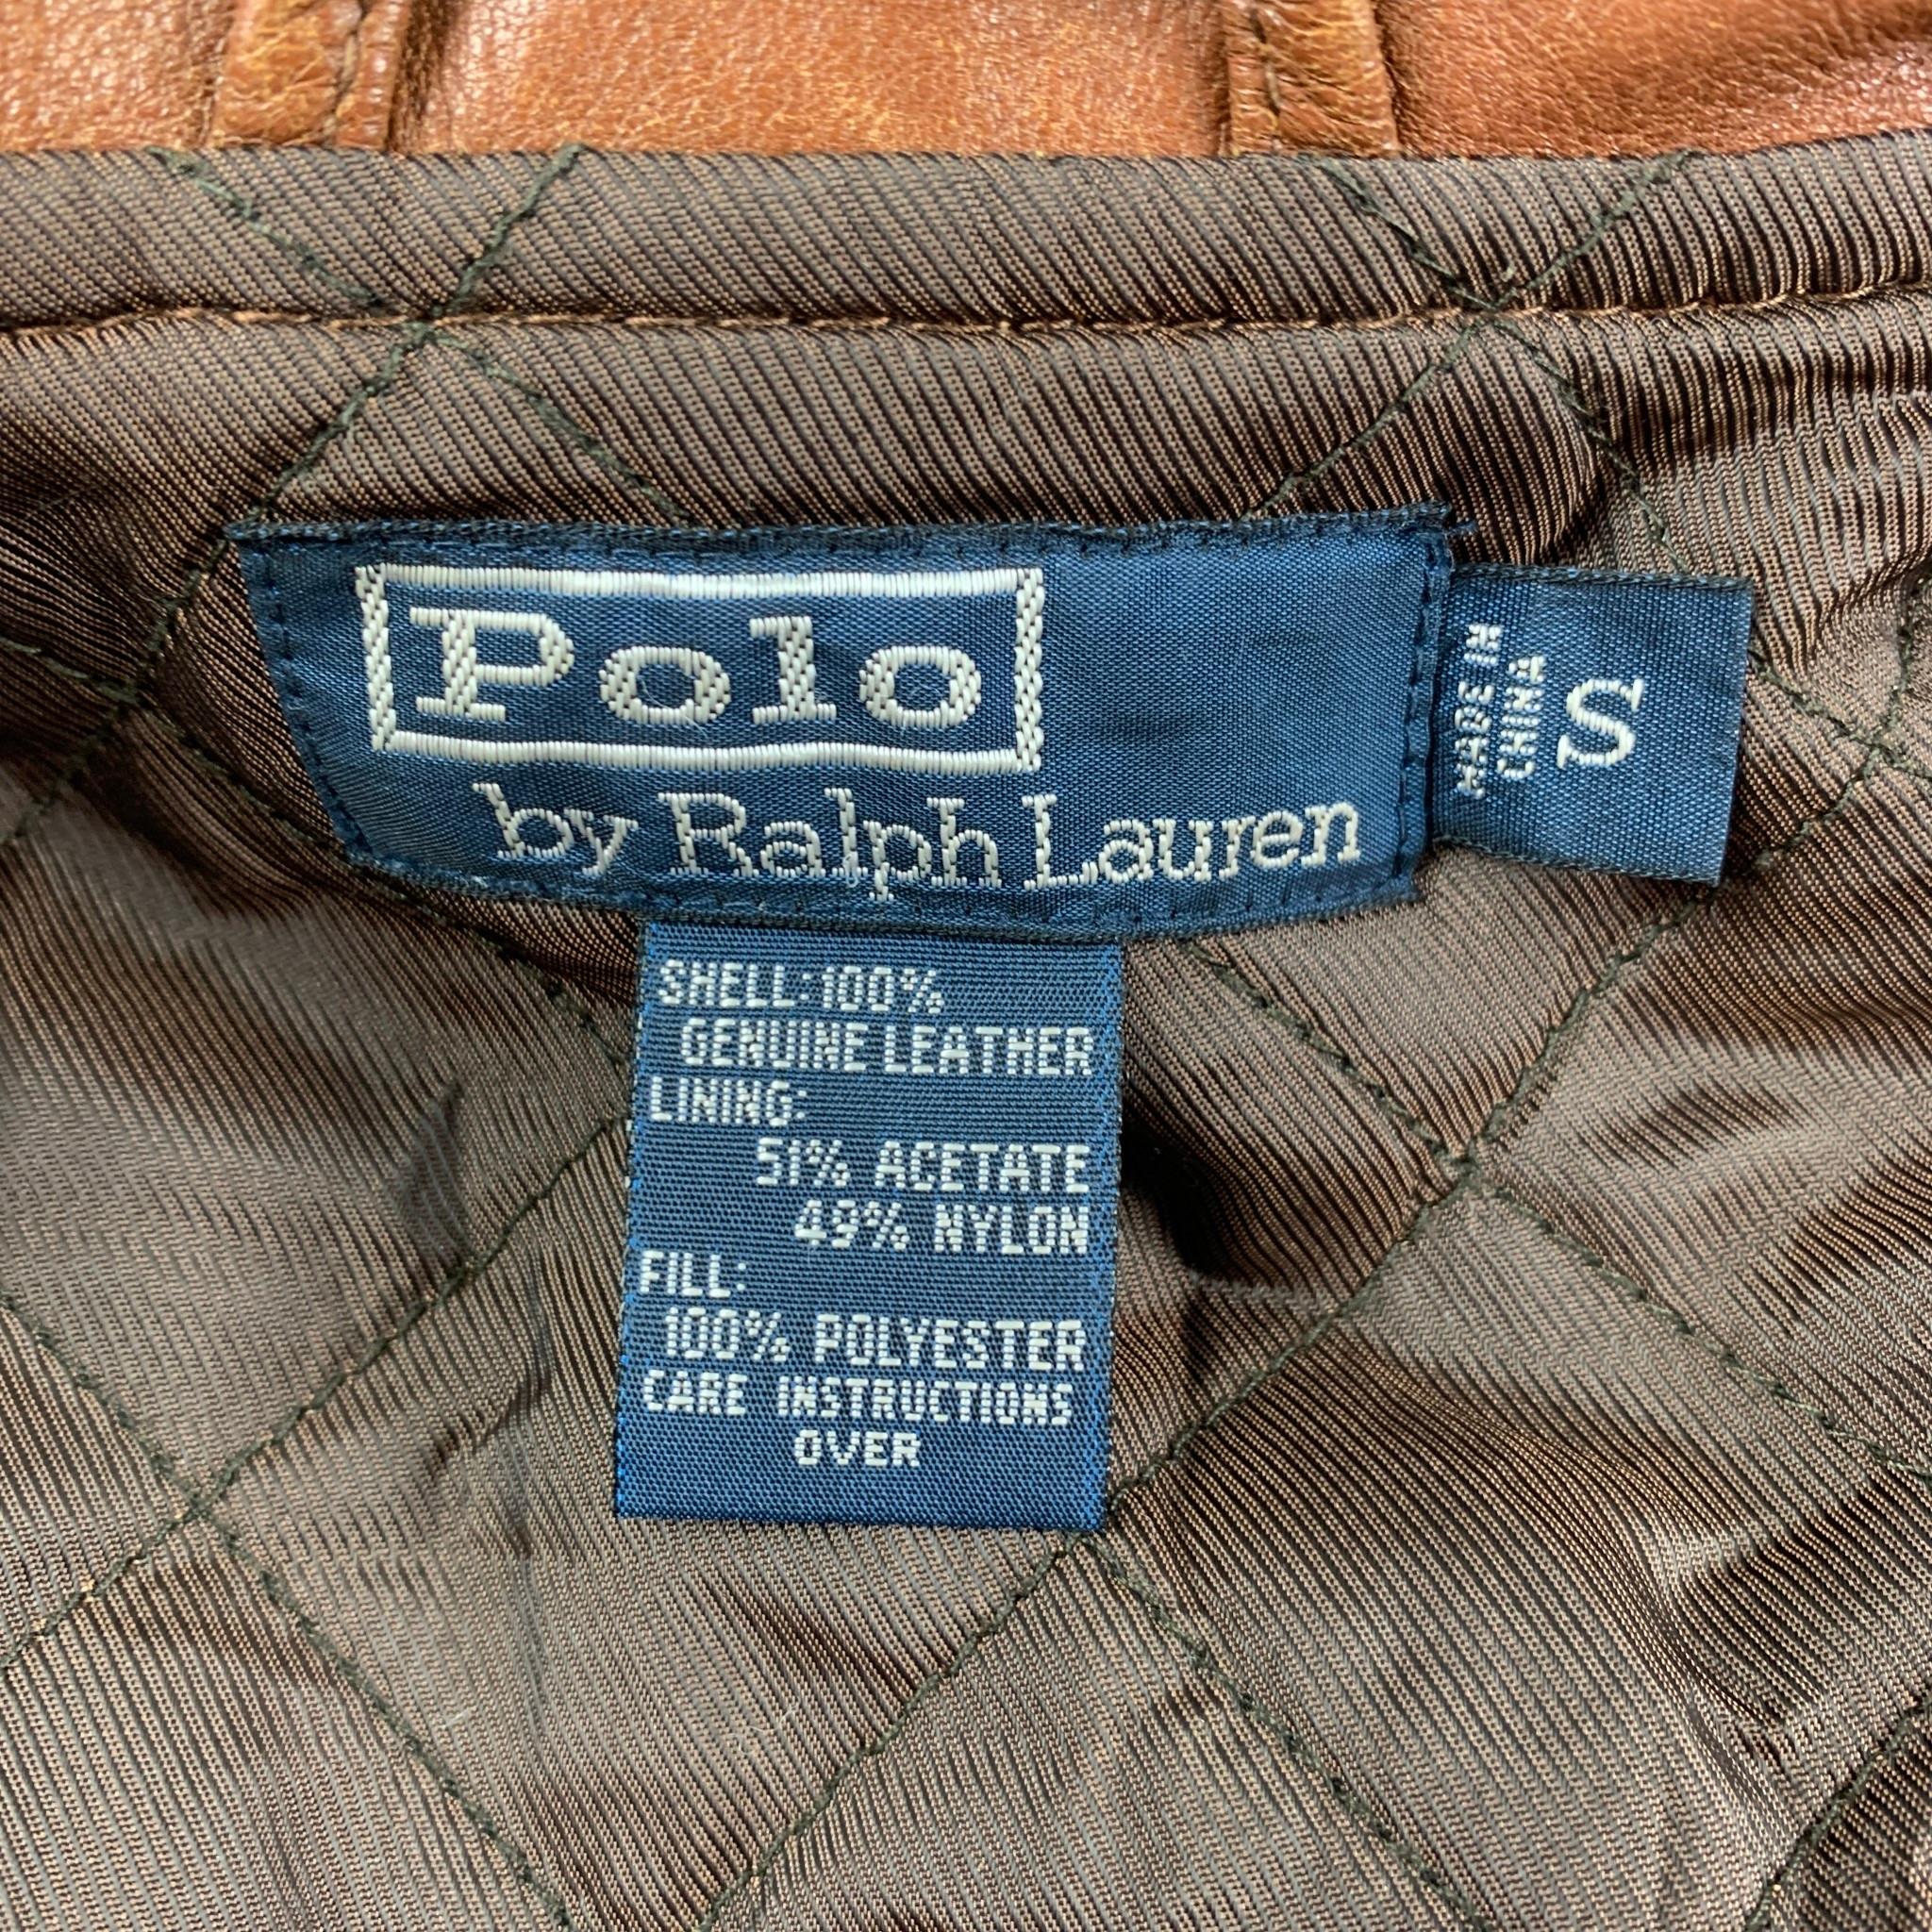 Polo
by Ralph Lauren
MADE IN
CHINA
S
SHELL: 100%
GENUINE LEATHER
LINING:
51% ACETATE
49% NYLON
FILL:
100% POLYESTER
CARE INSTRUCTIONS
OVER